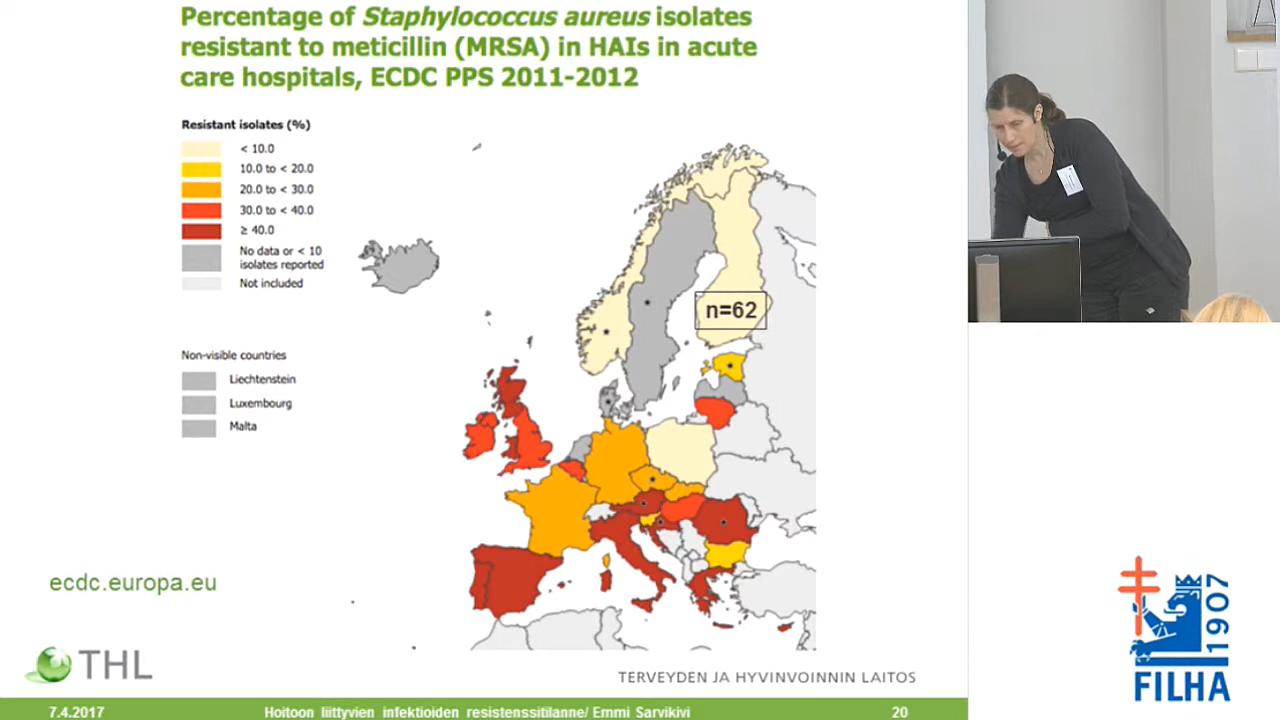 Percentage of Staphylococcus aureus isolates
resistant to meticillin (MRSA) in HAIs in acute
care hospitals, ECDC PPS 2011-2012
Resistant isolates (%)
< 10.0
10.0 to < 20.0
20.0 to < 30.0
30.0 to < 40.0
≥ 40.0
No data or < 10
isolates reported
Not included
n=62
Non-visible countries
Liechtenstein
Luxembourg
Malta
ecdc.europa.eu
THL
TERVEYDEN JA HYVINVOINNIN LAITOS
7.4.2017
Hoitoon liittyvien infektioiden resistenssitilanne/ Emmi Sarvikivi
20
1907
FILHA